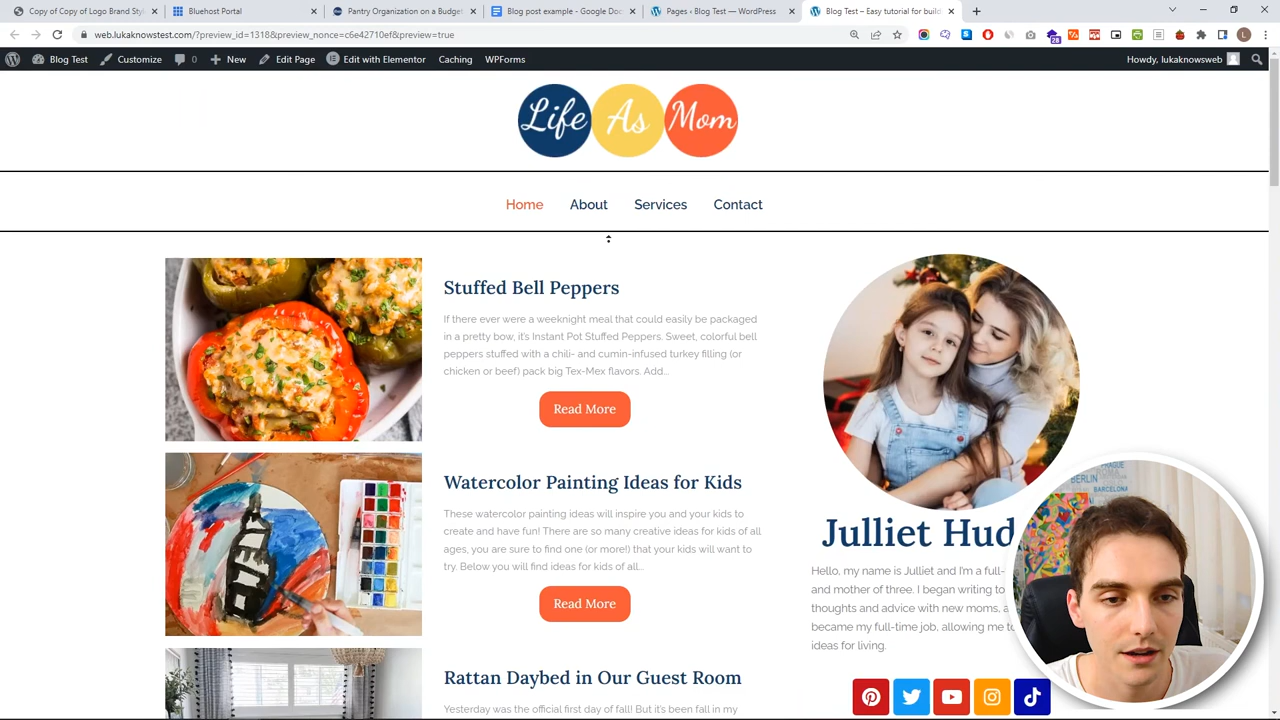 Copy of Copy of Logo Brand Style
Bluehost Portal
Pantry Organization on a Budget
Blog post example - Google Doc
Pages ‹ Blog Test — WordPress
Blog Test – Easy tutorial for build
web.lukaknowstest.com/?preview_id=1318&preview_nonce=c6e42710ef&preview=true
28
L
Blog Test Customize 0 New Edit Page Edit with Elementor Caching WPForms Howdy, lukaknowsweb
Life As Mom
Home About Services Contact
Stuffed Bell Peppers
If there ever were a weeknight meal that could easily be packaged
in a pretty bow, it's Instant Pot Stuffed Peppers. Sweet, colorful bell
peppers stuffed with a chili- and cumin-infused turkey filling (or
chicken or beef) pack big Tex-Mex flavors. Add...
Read More
Watercolor Painting Ideas for Kids
These watercolor painting ideas will inspire you and your kids to
create and have fun! There are so many creative ideas for kids of all
ages, you are sure to find one (or more!) that your kids will want to
try. Below you will find ideas for kids of all...
Read More
Rattan Daybed in Our Guest Room
Yesterday was the official first day of fall! But it's been fall in my
Julliet Hud
Hello, my name is Julliet and I'm a full-
and mother of three. I began writing to
thoughts and advice with new moms, a
became my full-time job, allowing me to
ideas for living.
PRAGUE
BERLIN
ROMA
BARCELONA